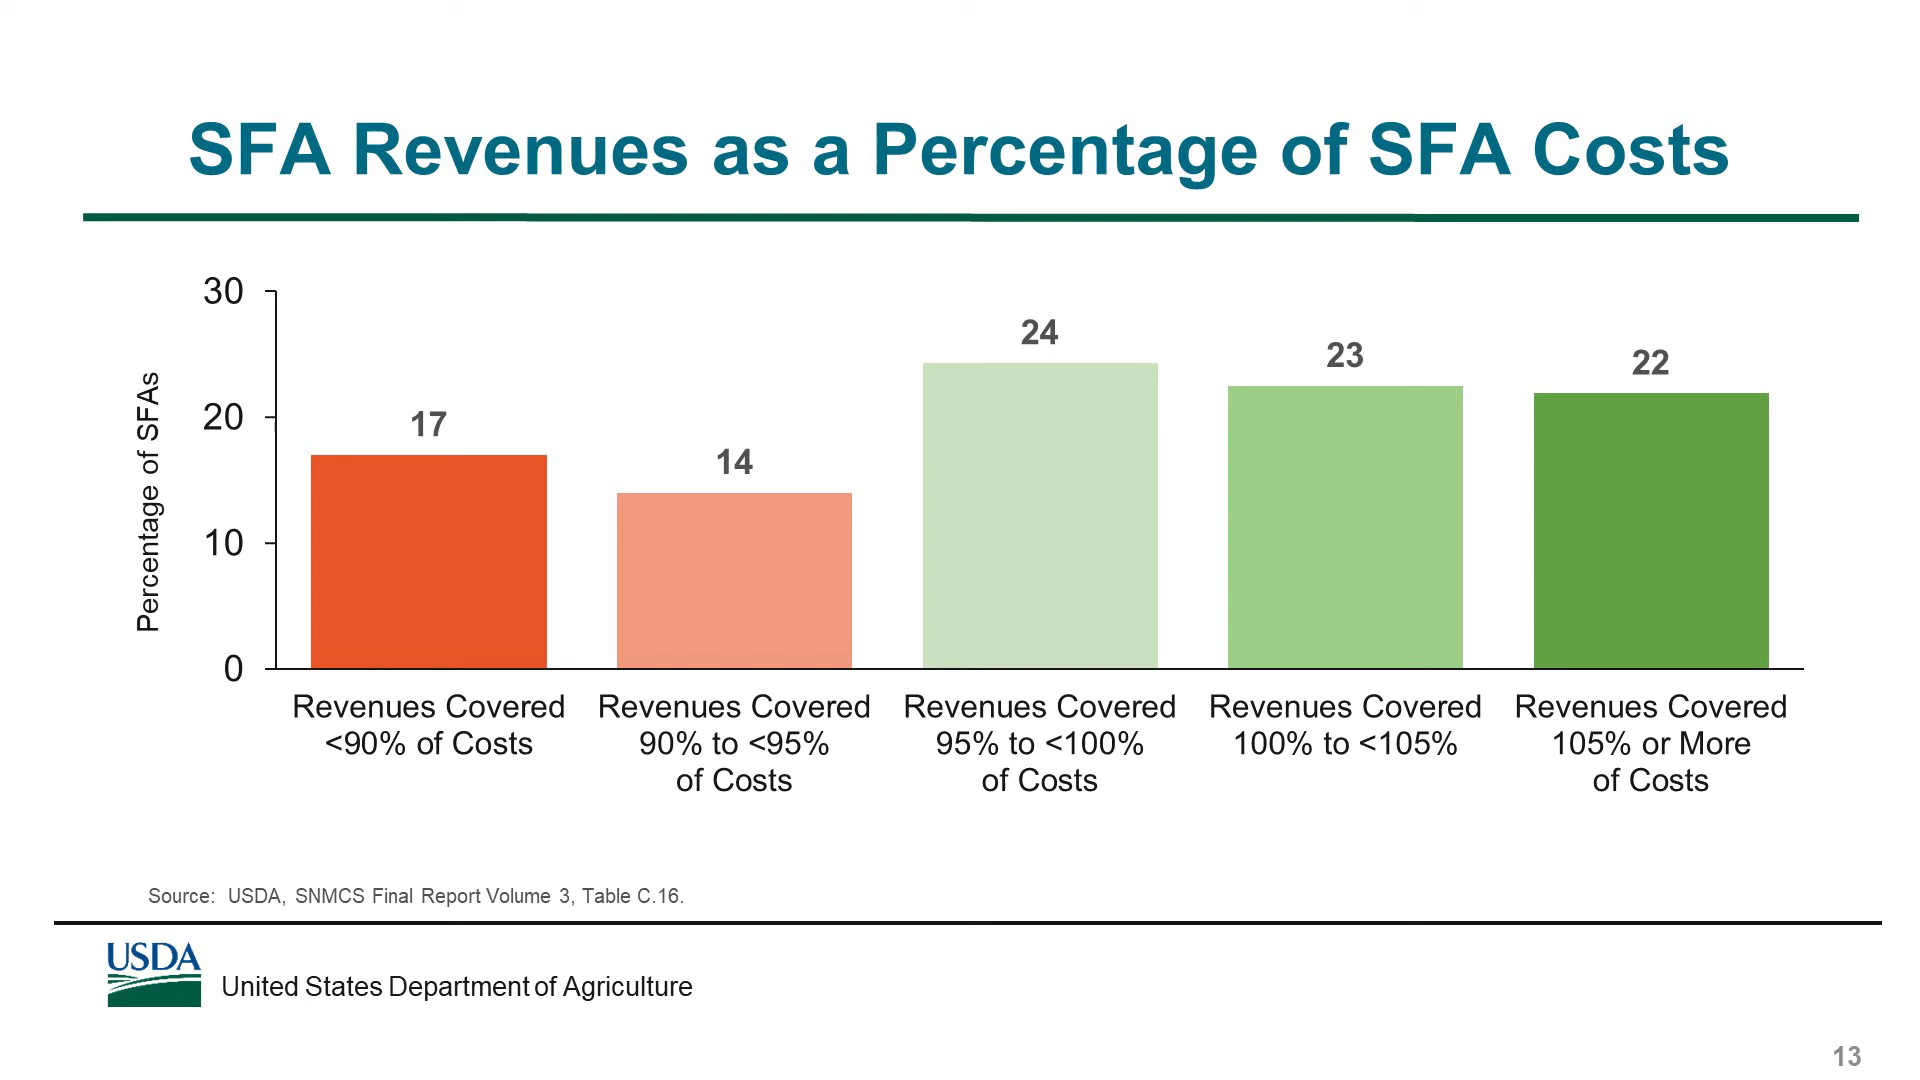 SFA Revenues as a Percentage of SFA Costs
Percentage of SFAs
30
20
10
0
17
14
24
23
22
Revenues Covered
<90% of Costs
Revenues Covered
90% to <95%
of Costs
Revenues Covered
95% to <100%
of Costs
Revenues Covered
100% to <105%
Revenues Covered
105% or More
of Costs
Source: USDA, SNMCS Final Report Volume 3, Table C.16.
USDA
United States Department of Agriculture
13